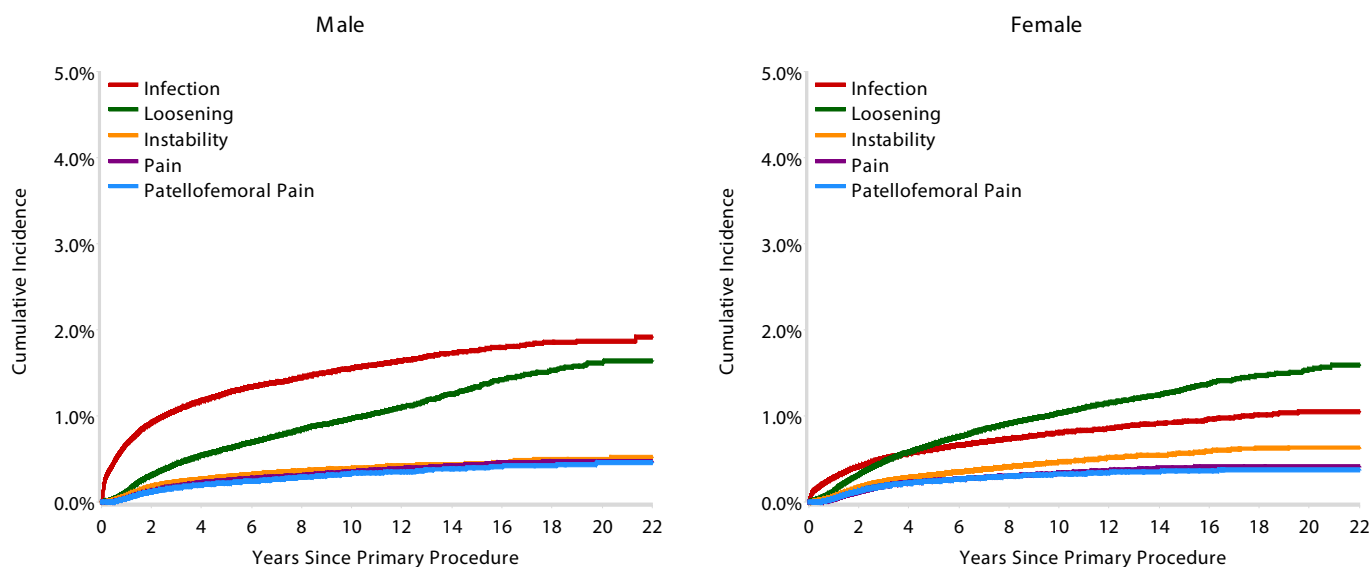 Male
5.0%
4.0%
3.0%
2.0%
1.0%
0.0%
Cumulative Incidence
Infection
Loosening
Instability
Pain
Patellofemoral Pain
0 2 4 6 8 10 12 14 16 18 20 22
Years Since Primary Procedure
Female
5.0%
4.0%
3.0%
2.0%
1.0%
0.0%
Cumulative Incidence
Infection
Loosening
Instability
Pain
Patellofemoral Pain
0 2 4 6 8 10 12 14 16 18 20 22
Years Since Primary Procedure